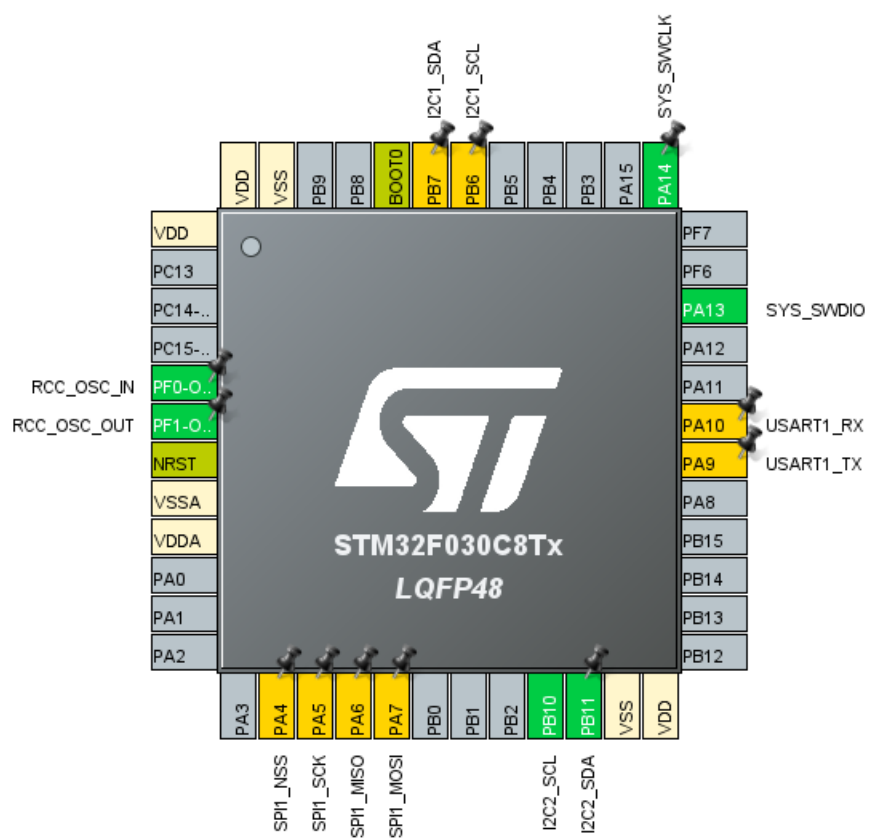 I2C1_SDA
I2C1_SCL
SYS_SWCLK
VDD
VSS
PB9
PB8
BOOT0
PB7
PB6
PB5
PB4
PB3
PA15
PA14
VDD
PC13
PC14-..
PC15-..
RCC_OSC_IN PF0-O..
RCC_OSC_OUT PF1-O..
NRST
VSSA
VDDA
PA0
PA1
PA2
PF7
PF6
PA13 SYS_SWDIO
PA12
PA11
PA10 USART1_RX
PA9 USART1_TX
PA8
PB15
PB14
PB13
PB12
ST
STM32F030C8Tx
LQFP48
PA3
PA4
PA5
PA6
PA7
PB0
PB1
PB2
PB10
PB11
VSS
VDD
SPI1_NSS
SPI1_SCK
SPI1_MISO
SPI1_MOSI
I2C2_SCL
I2C2_SDA